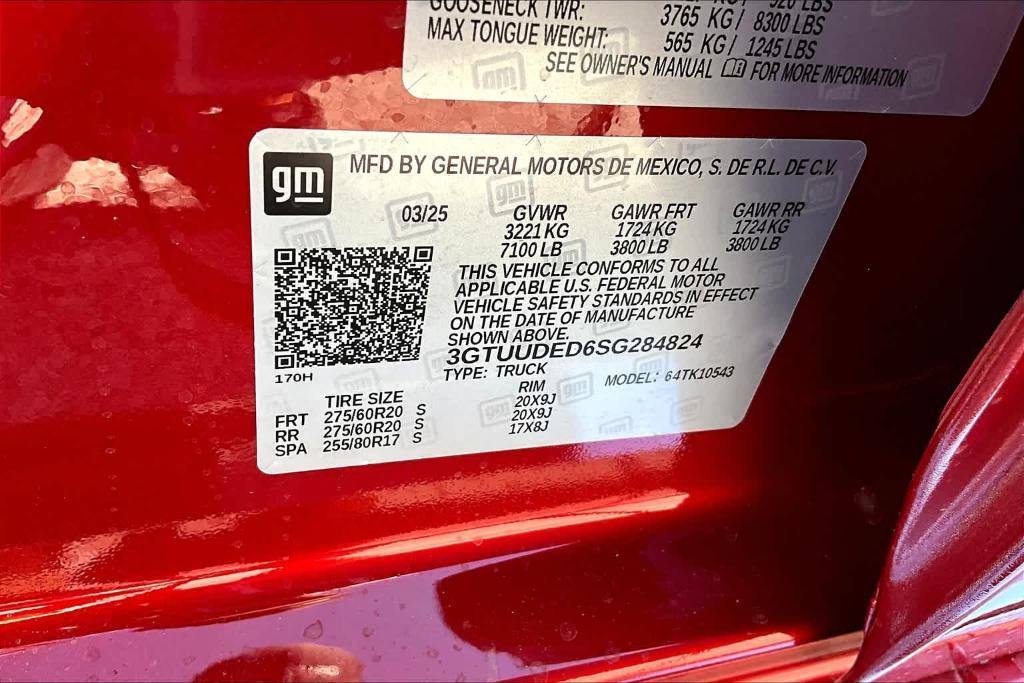 GOOSENECK TWR: 3765 KG/ 8300 LBS
MAX TONGUE WEIGHT: 565 KG/ 1245 LBS
SEE OWNER'S MANUAL FOR MORE INFORMATION
gm MFD BY GENERAL MOTORS DE MEXICO, S. DE R.L. DE C.V.
03/25 GVWR GAWR FRT GAWR RR
3221 KG 1724 KG 1724 KG
7100 LB 3800 LB 3800 LB
THIS VEHICLE CONFORMS TO ALL
APPLICABLE U.S. FEDERAL MOTOR
VEHICLE SAFETY STANDARDS IN EFFECT
ON THE DATE OF MANUFACTURE
SHOWN ABOVE.
3GTUUDED6SG284824
170H TYPE: TRUCK MODEL: 64TK10543
TIRE SIZE RIM
FRT 275/60R20 S 20X9J
RR 275/60R20 S 20X9J
SPA 255/80R17 S 17X8J